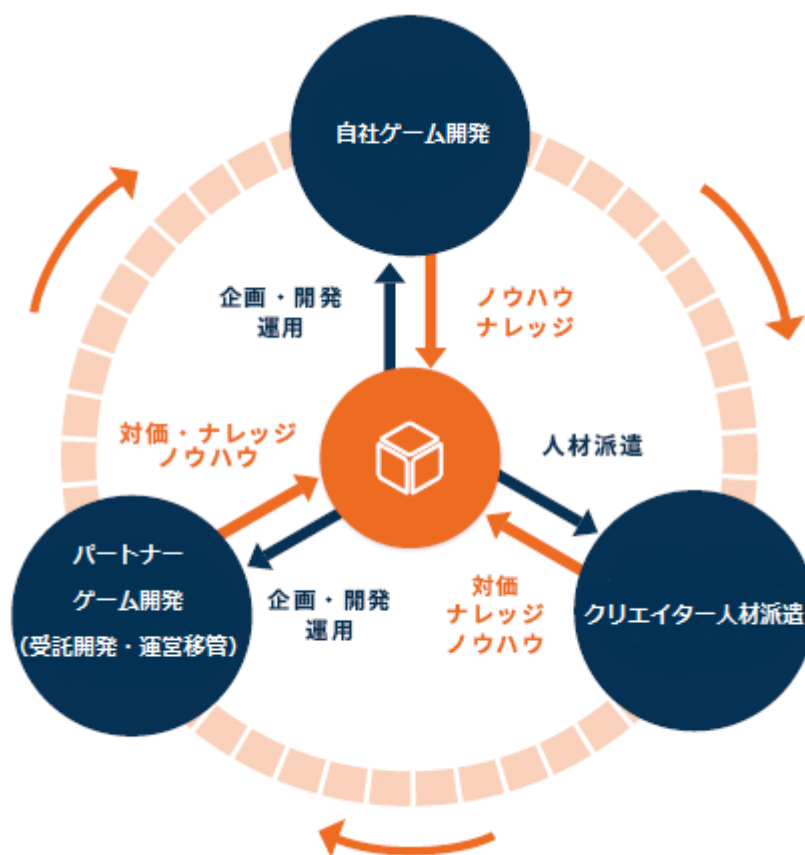 自社ゲーム開発
企画・開発
運用
ノウハウ
ナレッジ
対価・ナレッジ
ノウハウ
人材派遣
パートナー
ゲーム開発
(受託開発・運営移管)
企画・開発
運用
対価
ナレッジ
ノウハウ
クリエイター人材派遣